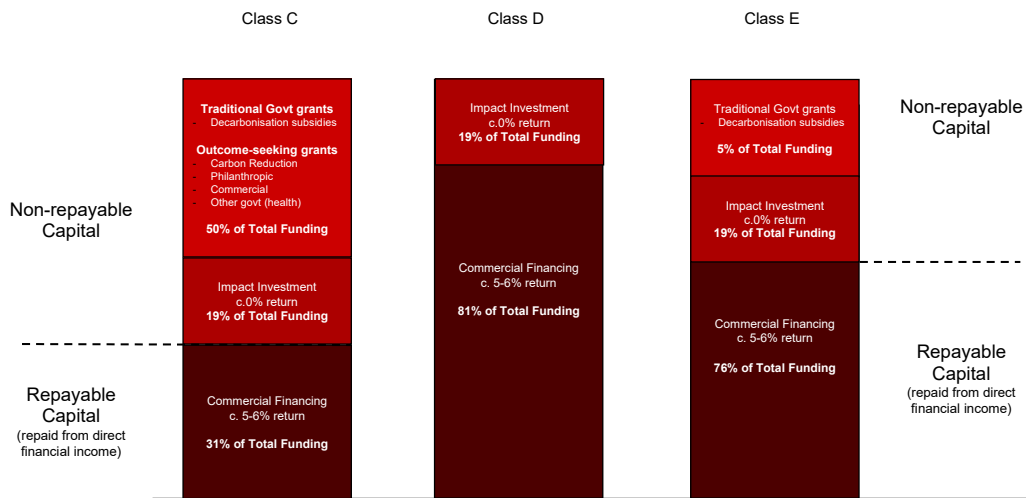 Class C
Class D
Class E
Non-repayable
Capital
Repayable
Capital
(repaid from direct
financial income)
Traditional Govt grants
- Decarbonisation subsidies
Outcome-seeking grants
- Carbon Reduction
- Philanthropic
- Commercial
- Other govt (health)
50% of Total Funding
Impact Investment
c.0% return
19% of Total Funding
Commercial Financing
c. 5-6% return
31% of Total Funding
Impact Investment
c.0% return
19% of Total Funding
Commercial Financing
c. 5-6% return
81% of Total Funding
Traditional Govt grants
- Decarbonisation subsidies
5% of Total Funding
Impact Investment
c.0% return
19% of Total Funding
Commercial Financing
c. 5-6% return
76% of Total Funding
Non-repayable
Capital
Repayable
Capital
(repaid from direct
financial income)